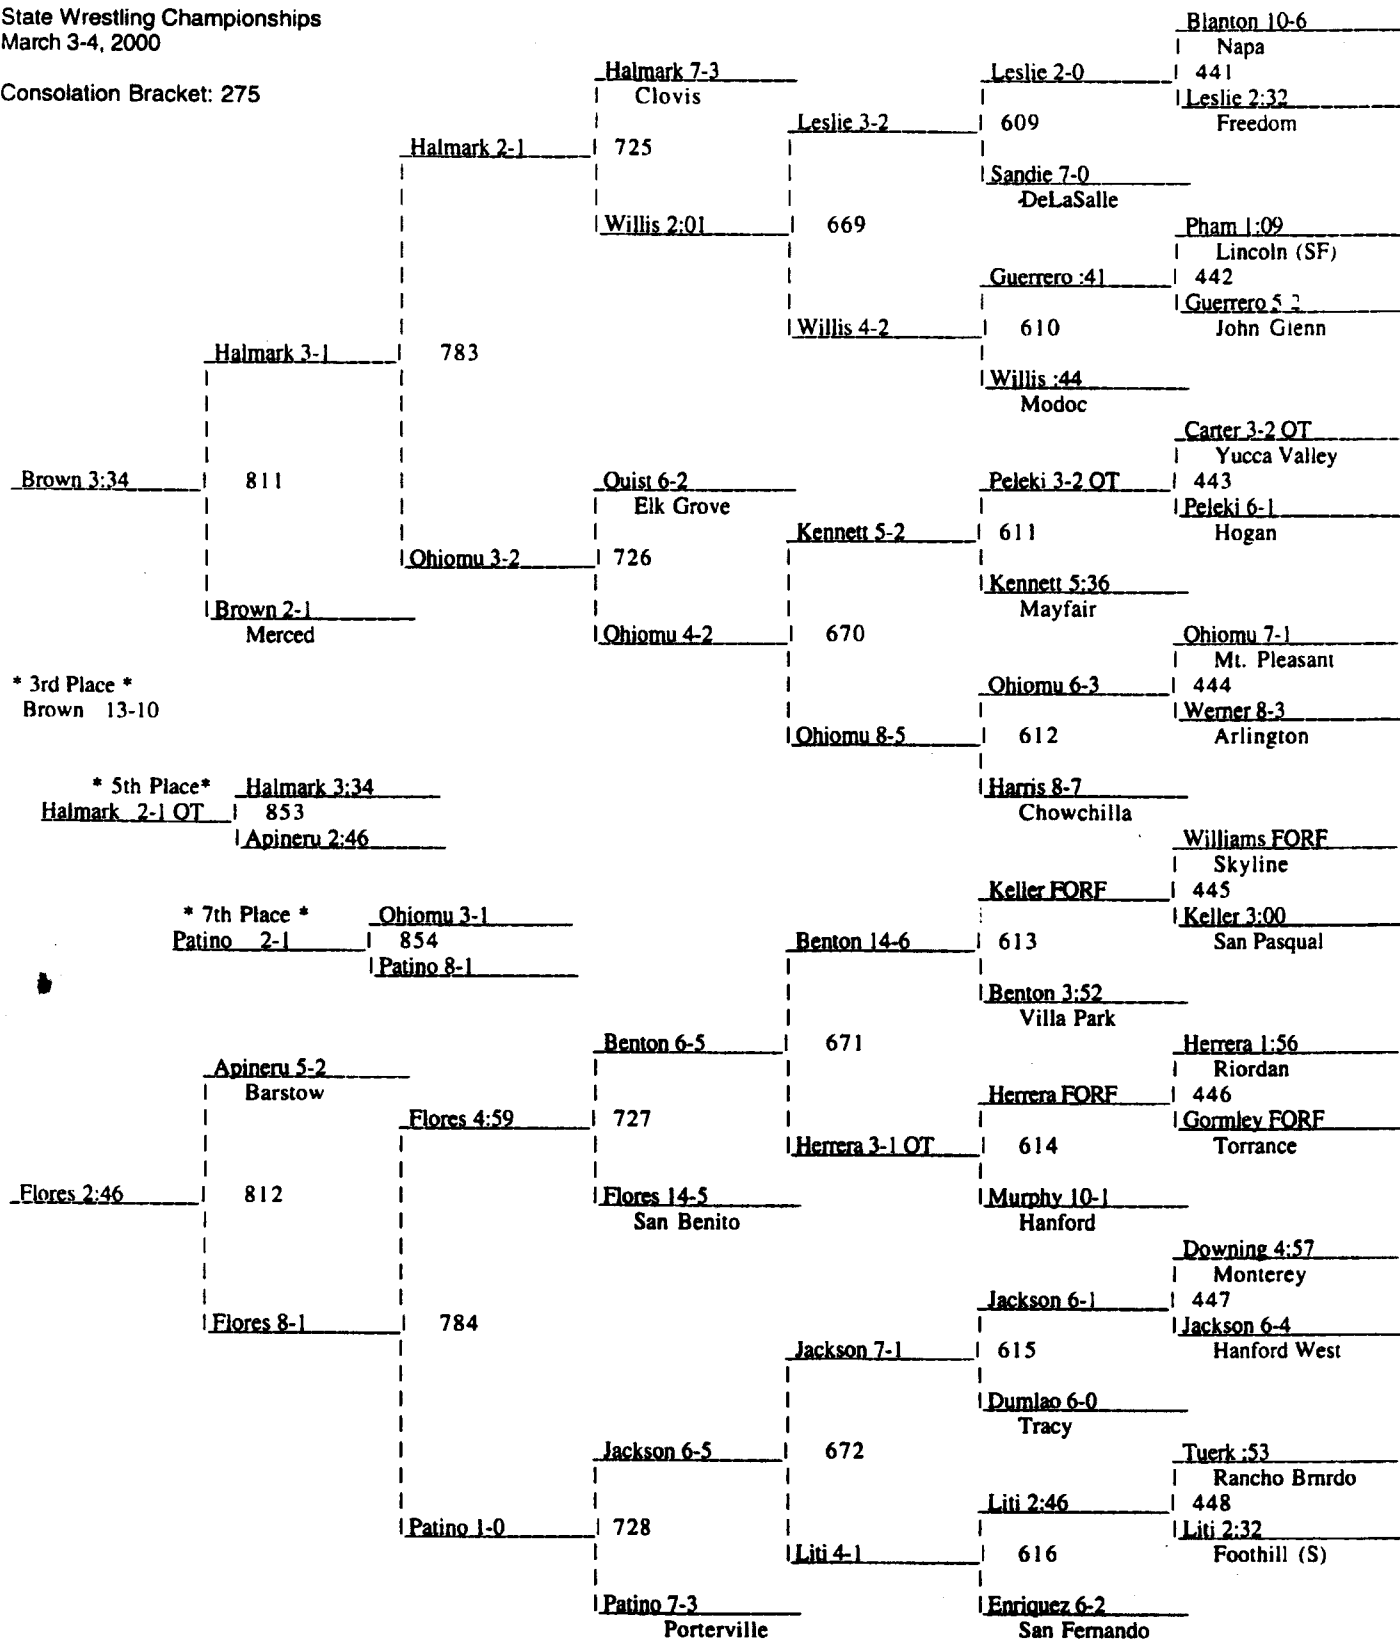 State Wrestling Championships
March 3-4, 2000
Consolation Bracket: 275
Blanton 10-6
Napa
441
Leslie 2:32
Freedom
Leslie 2-0
609
Sandie 7-0
DeLaSalle
Pham 1:09
Lincoln (SF)
442
Guerrero 5-2
John Glenn
Guerrero :41
610
Willis :44
Modoc
Leslie 3-2
669
Willis 4-2
Halmark 7-3
Clovis
725
Willis 2:01
Halmark 2-1
783
Ohiomu 3-2
Halmark 3-1
811
Brown 2-1
Merced
Brown 3:34
Carter 3-2 OT
Yucca Valley
443
Peleki 6-1
Hogan
Peleki 3-2 OT
611
Kennett 5:36
Mayfair
Ohiomu 7-1
Mt. Pleasant
444
Werner 8-3
Arlington
Ohiomu 6-3
612
Harris 8-7
Chowchilla
Kennett 5-2
670
Ohiomu 8-5
Quist 6-2
Elk Grove
726
Ohiomu 4-2
* 3rd Place *
Brown 13-10
* 5th Place*
Halmark 2-1 OT
Halmark 3:34
853
Apineru 2:46
* 7th Place *
Patino 2-1
Ohiomu 3-1
854
Patino 8-1
Williams FORF
Skyline
445
Keller 3:00
San Pasqual
Keller FORF
613
Benton 3:52
Villa Park
Herrera 1:56
Riordan
446
Gormley FORF
Torrance
Herrera FORF
614
Murphy 10-1
Hanford
Benton 14-6
671
Herrera 3-1 OT
Benton 6-5
727
Flores 14-5
San Benito
Apineru 5-2
Barstow
812
Flores 8-1
Flores 2:46
Flores 4:59
784
Patino 1-0
Downing 4:57
Monterey
447
Jackson 6-4
Hanford West
Jackson 6-1
615
Dumlao 6-0
Tracy
Tuerk :53
Rancho Brnrdo
448
Liti 2:32
Foothill (S)
Liti 2:46
616
Enriquez 6-2
San Fernando
Jackson 7-1
672
Liti 4-1
Jackson 6-5
728
Patino 7-3
Porterville